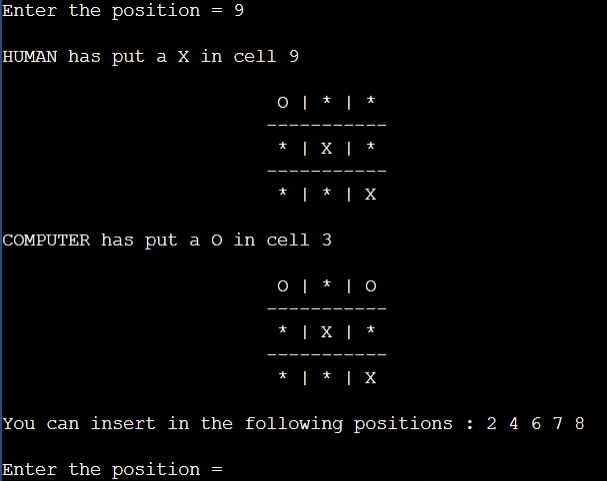 Enter the position = 9
HUMAN has put a X in cell 9
O | * | *
-----------
* | X | *
-----------
* | * | X
COMPUTER has put a O in cell 3
O | * | O
-----------
* | X | *
-----------
* | * | X
You can insert in the following positions : 2 4 6 7 8
Enter the position =